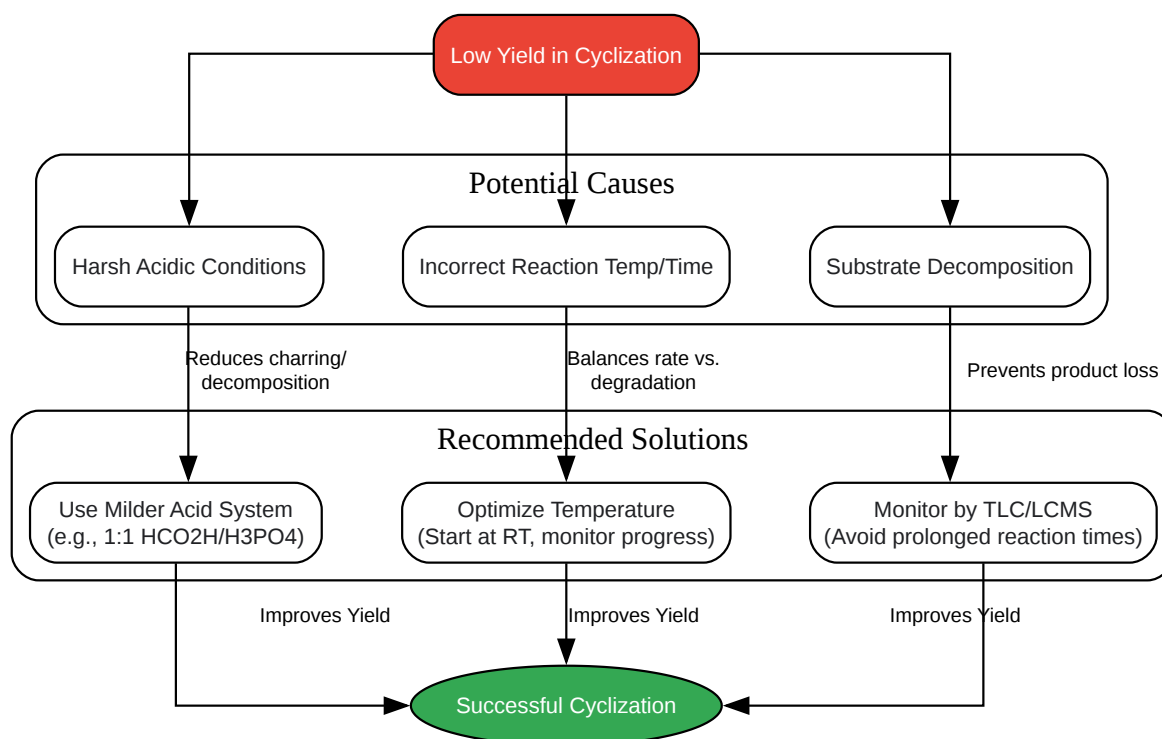 Low Yield in Cyclization
Potential Causes
Harsh Acidic Conditions
Incorrect Reaction Temp/Time
Substrate Decomposition
Reduces charring/
decomposition
Balances rate vs.
degradation
Prevents product loss
Recommended Solutions
Use Milder Acid System
(e.g., 1:1 HCO2H/H3PO4)
Optimize Temperature
(Start at RT, monitor progress)
Monitor by TLC/LCMS
(Avoid prolonged reaction times)
Improves Yield
Improves Yield
Improves Yield
Successful Cyclization